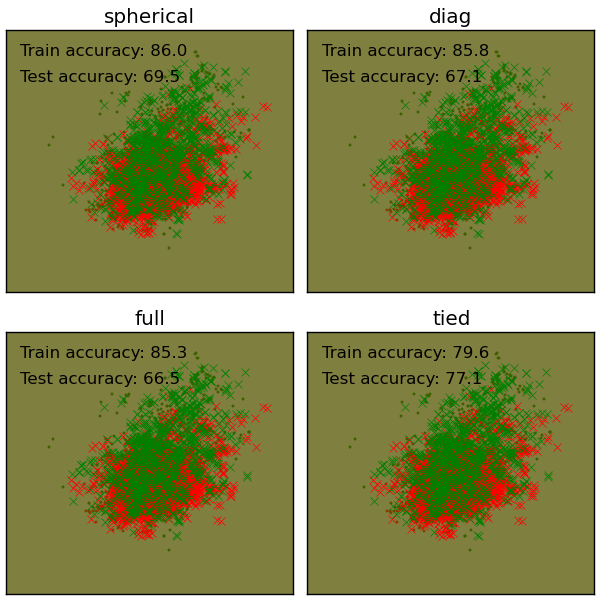 spherical
Train accuracy: 86.0
Test accuracy: 69.5
diag
Train accuracy: 85.8
Test accuracy: 67.1
full
Train accuracy: 85.3
Test accuracy: 66.5
tied
Train accuracy: 79.6
Test accuracy: 77.1